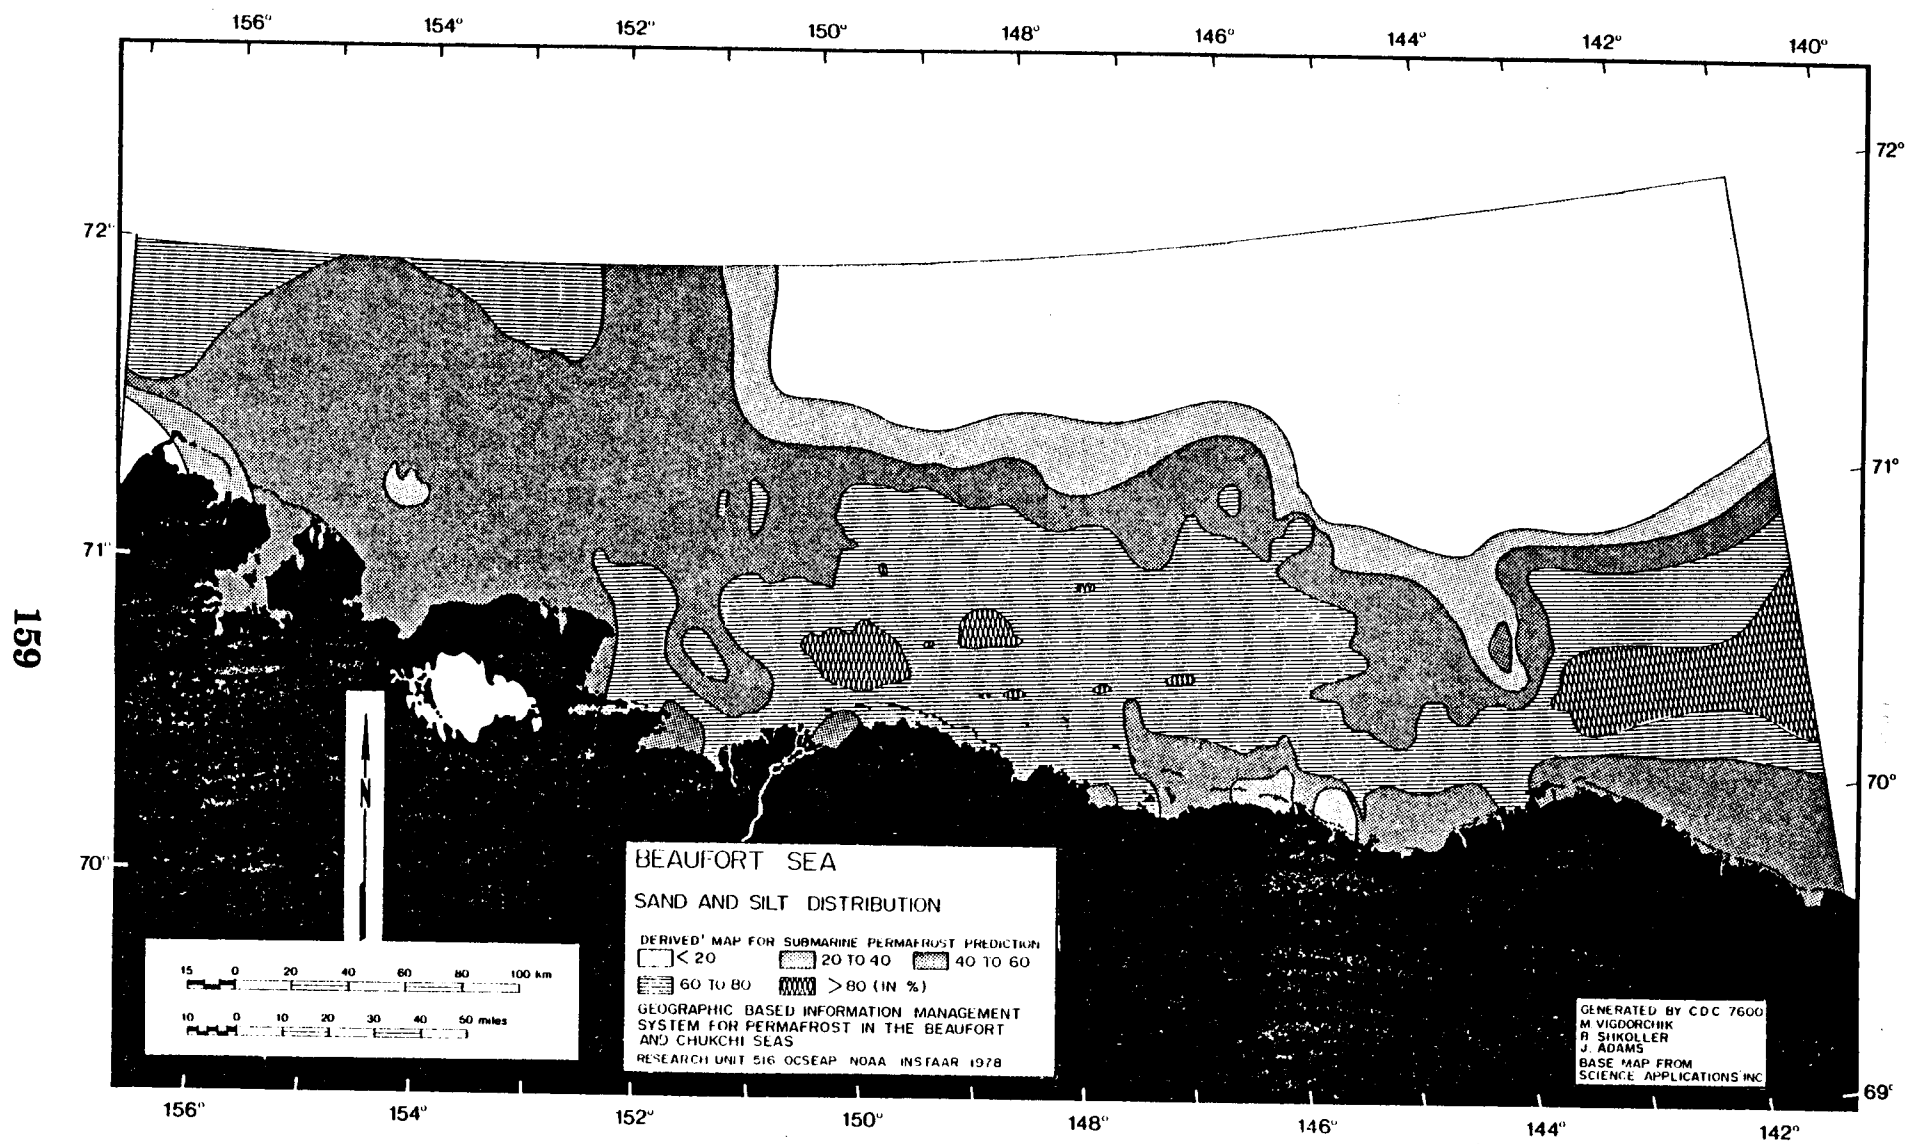 156° 154° 152° 150° 148° 146° 144° 142° 140°
72°
72°
71°
71°
159
70°
70°
N
BEAUFORT SEA
SAND AND SILT DISTRIBUTION
DERIVED' MAP FOR SUBMARINE PERMAFROST PREDICTION
< 20 20 TO 40 40 TO 60
60 TO 80 >80 (IN %)
GEOGRAPHIC BASED INFORMATION MANAGEMENT
SYSTEM FOR PERMAFROST IN THE BEAUFORT
AND CHUKCHI SEAS
RESEARCH UNIT 516 OCSEAP NOAA INSTAAR 1978
15 0 20 40 60 80 100 km
10 0 10 20 30 40 50 miles
GENERATED BY CDC 7600
M VIGDORCHIK
R SHKOLLER
J. ADAMS
BASE MAP FROM
SCIENCE APPLICATIONS INC
69°
156° 154° 152° 150° 148° 146° 144° 142°